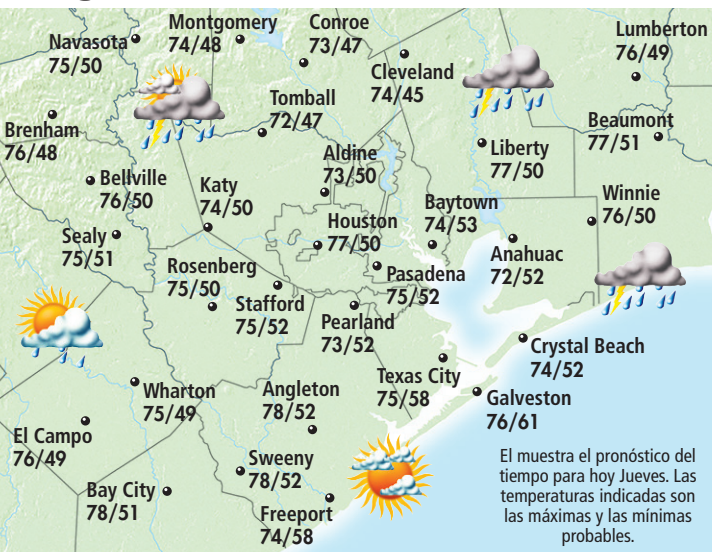 Montgomery
74/48
Conroe
73/47
Lumberton
76/49
Navasota
75/50
Cleveland
74/45
Tomball
72/47
Brenham
76/48
Beaumont
77/51
Liberty
77/50
Aldine
73/50
Bellville
76/50
Katy
74/50
Baytown
74/53
Winnie
76/50
Houston
77/50
Sealy
75/51
Anahuac
72/52
Rosenberg
75/50
Pasadena
75/52
Stafford
75/52
Pearland
73/52
Crystal Beach
74/52
Texas City
75/58
Wharton
75/49
Angleton
78/52
Galveston
76/61
El Campo
76/49
Sweeny
78/52
Bay City
78/51
Freeport
74/58
El muestra el pronóstico del
tiempo para hoy Jueves. Las
temperaturas indicadas son
las máximas y las mínimas
probables.